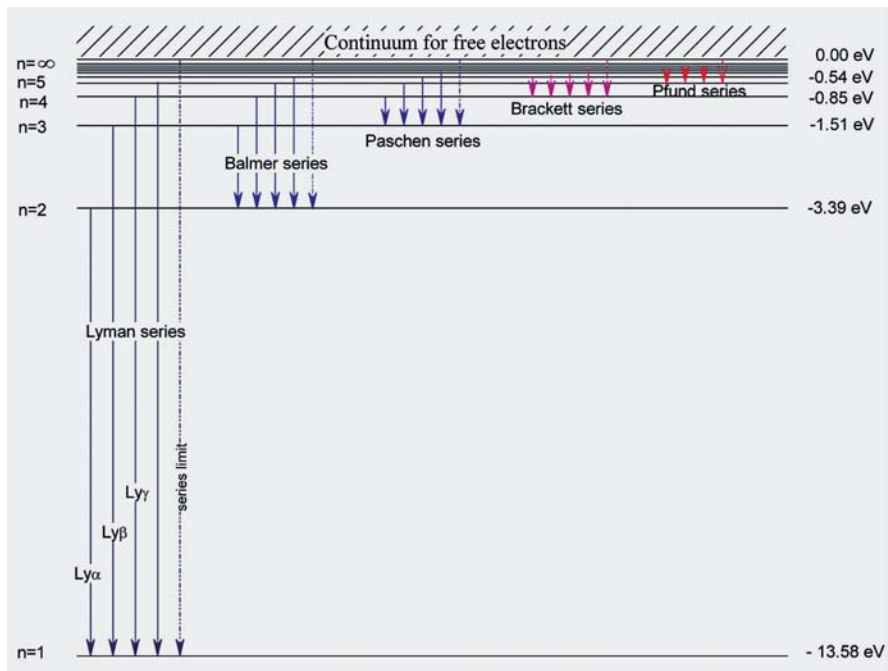 Continuum for free electrons
n=∞
0.00 eV
n=5
-0.54 eV
n=4
-0.85 eV
Pfund series
Brackett series
n=3
-1.51 eV
Paschen series
Balmer series
n=2
-3.39 eV
Lyman series
series limit
Lyγ
Lyβ
Lyα
n=1
- 13.58 eV